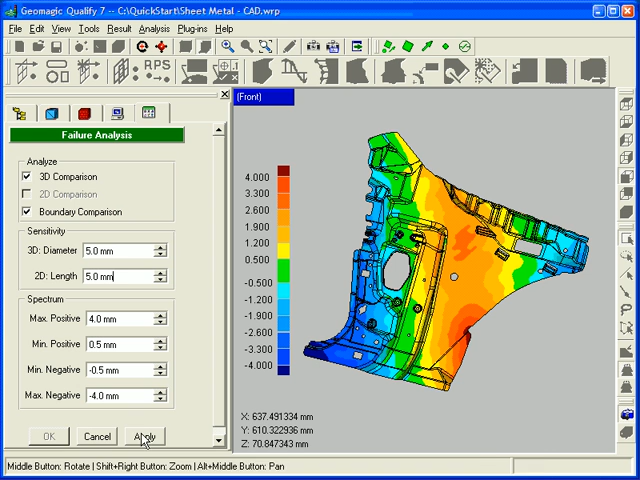 Geomagic Qualify 7 -- C:\QuickStart\Sheet Metal - CAD.wrp
File Edit View Tools Result Analysis Plug-ins Help
RPS
(Front)
Failure Analysis
Analyze
3D Comparison
2D Comparison
Boundary Comparison
Sensitivity
3D: Diameter 5.0 mm
2D: Length 5.0 mm
Spectrum
Max. Positive 4.0 mm
Min. Positive 0.5 mm
Min. Negative -0.5 mm
Max. Negative -4.0 mm
OK Cancel Apply
4.000
3.300
2.600
1.900
1.200
0.500
-0.500
-1.200
-1.900
-2.600
-3.300
-4.000
X: 637.491334 mm
Y: 610.322936 mm
Z: 70.847343 mm
Middle Button: Rotate | Shift+Right Button: Zoom | Alt+Middle Button: Pan